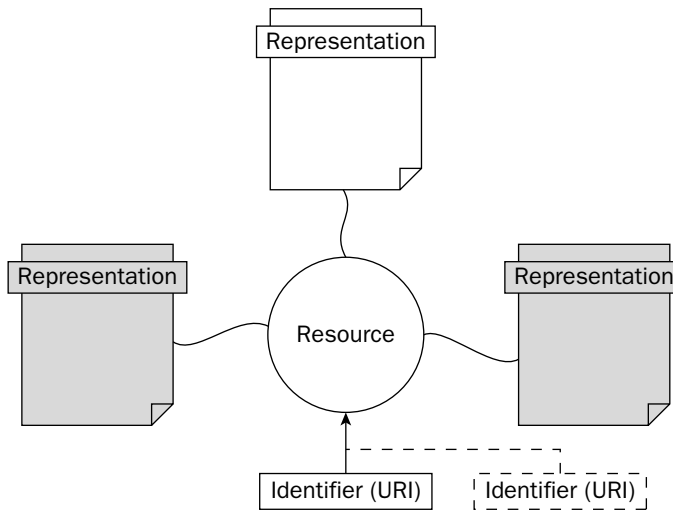 Representation
Representation
Representation
Resource
Identifier (URI)
Identifier (URI)